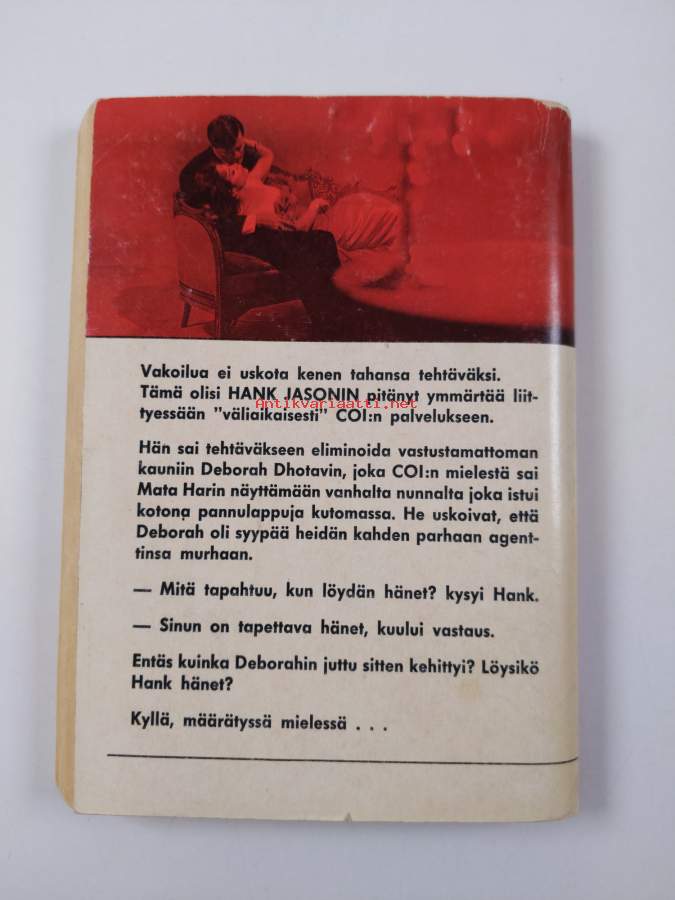 Vakoilua ei uskota kenen tahansa tehtäväksi.
Tämä olisi HANK JASONIN pitänyt ymmärtää liit-
tyessään "väliaikaisesti" COI:n palvelukseen.
Antikvariaatti.net
Hän sai tehtäväkseen eliminoida vastustamattoman
kauniin Deborah Dhotavin, joka COI:n mielestä sai
Mata Harin näyttämään vanhalta nunnalta joka istui
kotona pannulappuja kutomassa. He uskoivat, että
Deborah oli syypää heidän kahden parhaan agent-
tinsa murhaan.
— Mitä tapahtuu, kun löydän hänet? kysyi Hank.
— Sinun on tapettava hänet, kuului vastaus.
Entäs kuinka Deborahin juttu sitten kehittyi? Löysikö
Hank hänet?
Kyllä, määrätyssä mielessä . . .